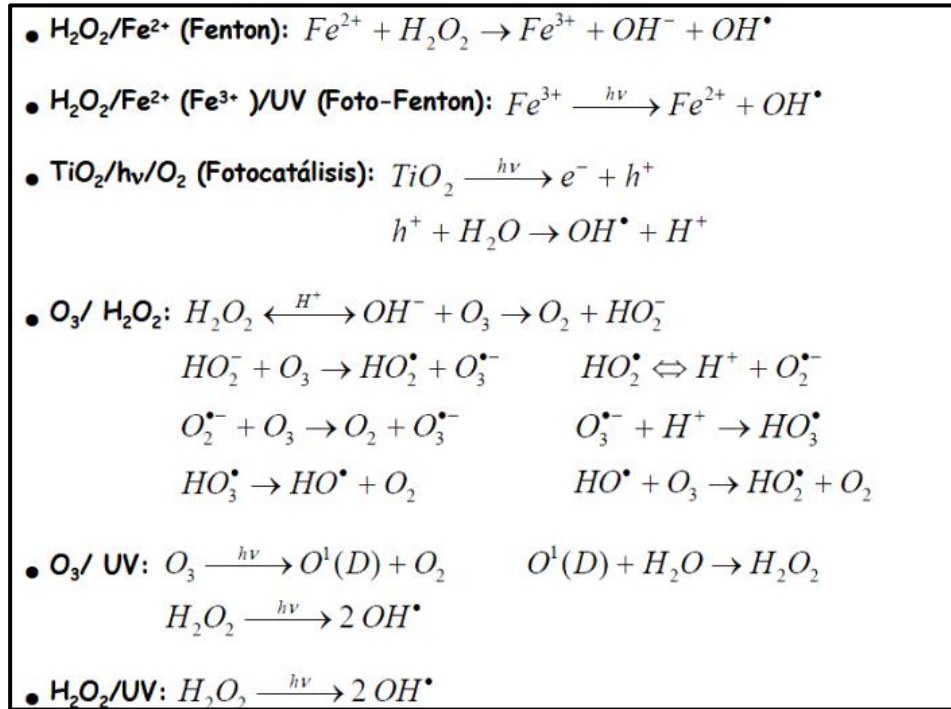 • H₂O₂/Fe²⁺ (Fenton): Fe²⁺ + H₂O₂ → Fe³⁺ + OH⁻ + OH•
• H₂O₂/Fe²⁺ (Fe³⁺ )/UV (Foto-Fenton): Fe³⁺ —hν→ Fe²⁺ + OH•
• TiO₂/hν/O₂ (Fotocatálisis): TiO₂ —hν→ e⁻ + h⁺
h⁺ + H₂O → OH• + H⁺
• O₃/ H₂O₂: H₂O₂ ←H⁺→ OH⁻ + O₃ → O₂ + HO₂⁻
HO₂⁻ + O₃ → HO₂• + O₃•⁻ HO₂• ⇔ H⁺ + O₂•⁻
O₂•⁻ + O₃ → O₂ + O₃•⁻ O₃•⁻ + H⁺ → HO₃•
HO₃• → HO• + O₂ HO• + O₃ → HO₂• + O₂
• O₃/ UV: O₃ —hν→ O¹(D) + O₂ O¹(D) + H₂O → H₂O₂
H₂O₂ —hν→ 2 OH•
• H₂O₂/UV: H₂O₂ —hν→ 2 OH•